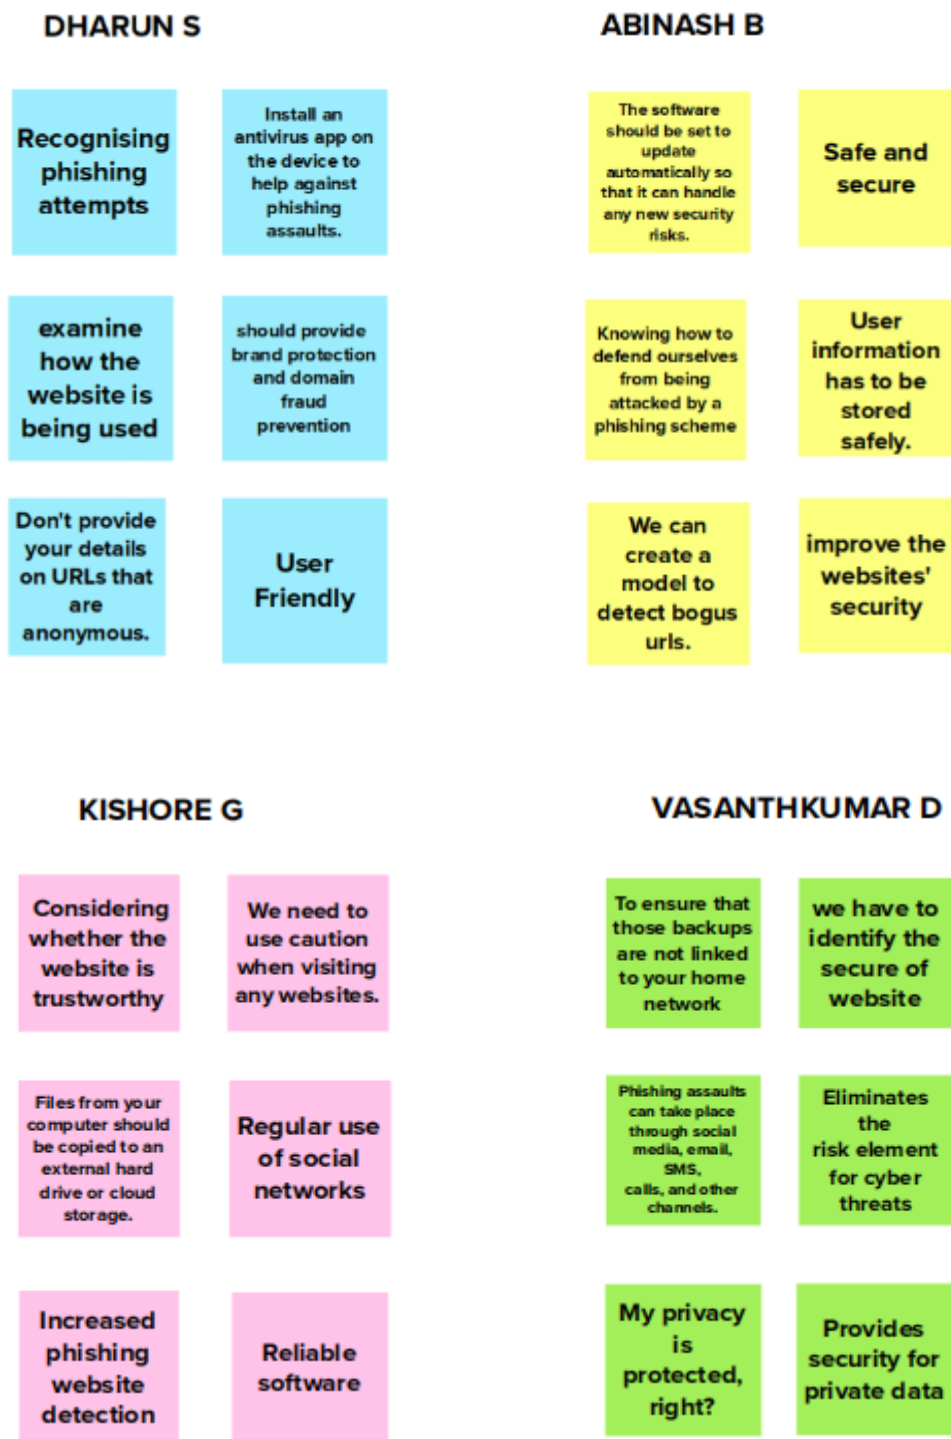 DHARUN S
Recognising
phishing
attempts
Install an
antivirus app on
the device to
help against
phishing
assaults.
examine
how the
website is
being used
should provide
brand protection
and domain
fraud
prevention
Don't provide
your details
on URLs that
are
anonymous.
User
Friendly
ABINASH B
The software
should be set to
update
automatically so
that it can handle
any new security
risks.
Safe and
secure
Knowing how to
defend ourselves
from being
attacked by a
phishing scheme
User
information
has to be
stored
safely.
We can
create a
model to
detect bogus
urls.
improve the
websites'
security
KISHORE G
Considering
whether the
website is
trustworthy
We need to
use caution
when visiting
any websites.
Files from your
computer should
be copied to an
external hard
drive or cloud
storage.
Regular use
of social
networks
Increased
phishing
website
detection
Reliable
software
VASANTHKUMAR D
To ensure that
those backups
are not linked
to your home
network
we have to
identify the
secure of
website
Phishing assaults
can take place
through social
media, email,
SMS,
calls, and other
channels.
Eliminates
the
risk element
for cyber
threats
My privacy
is
protected,
right?
Provides
security for
private data